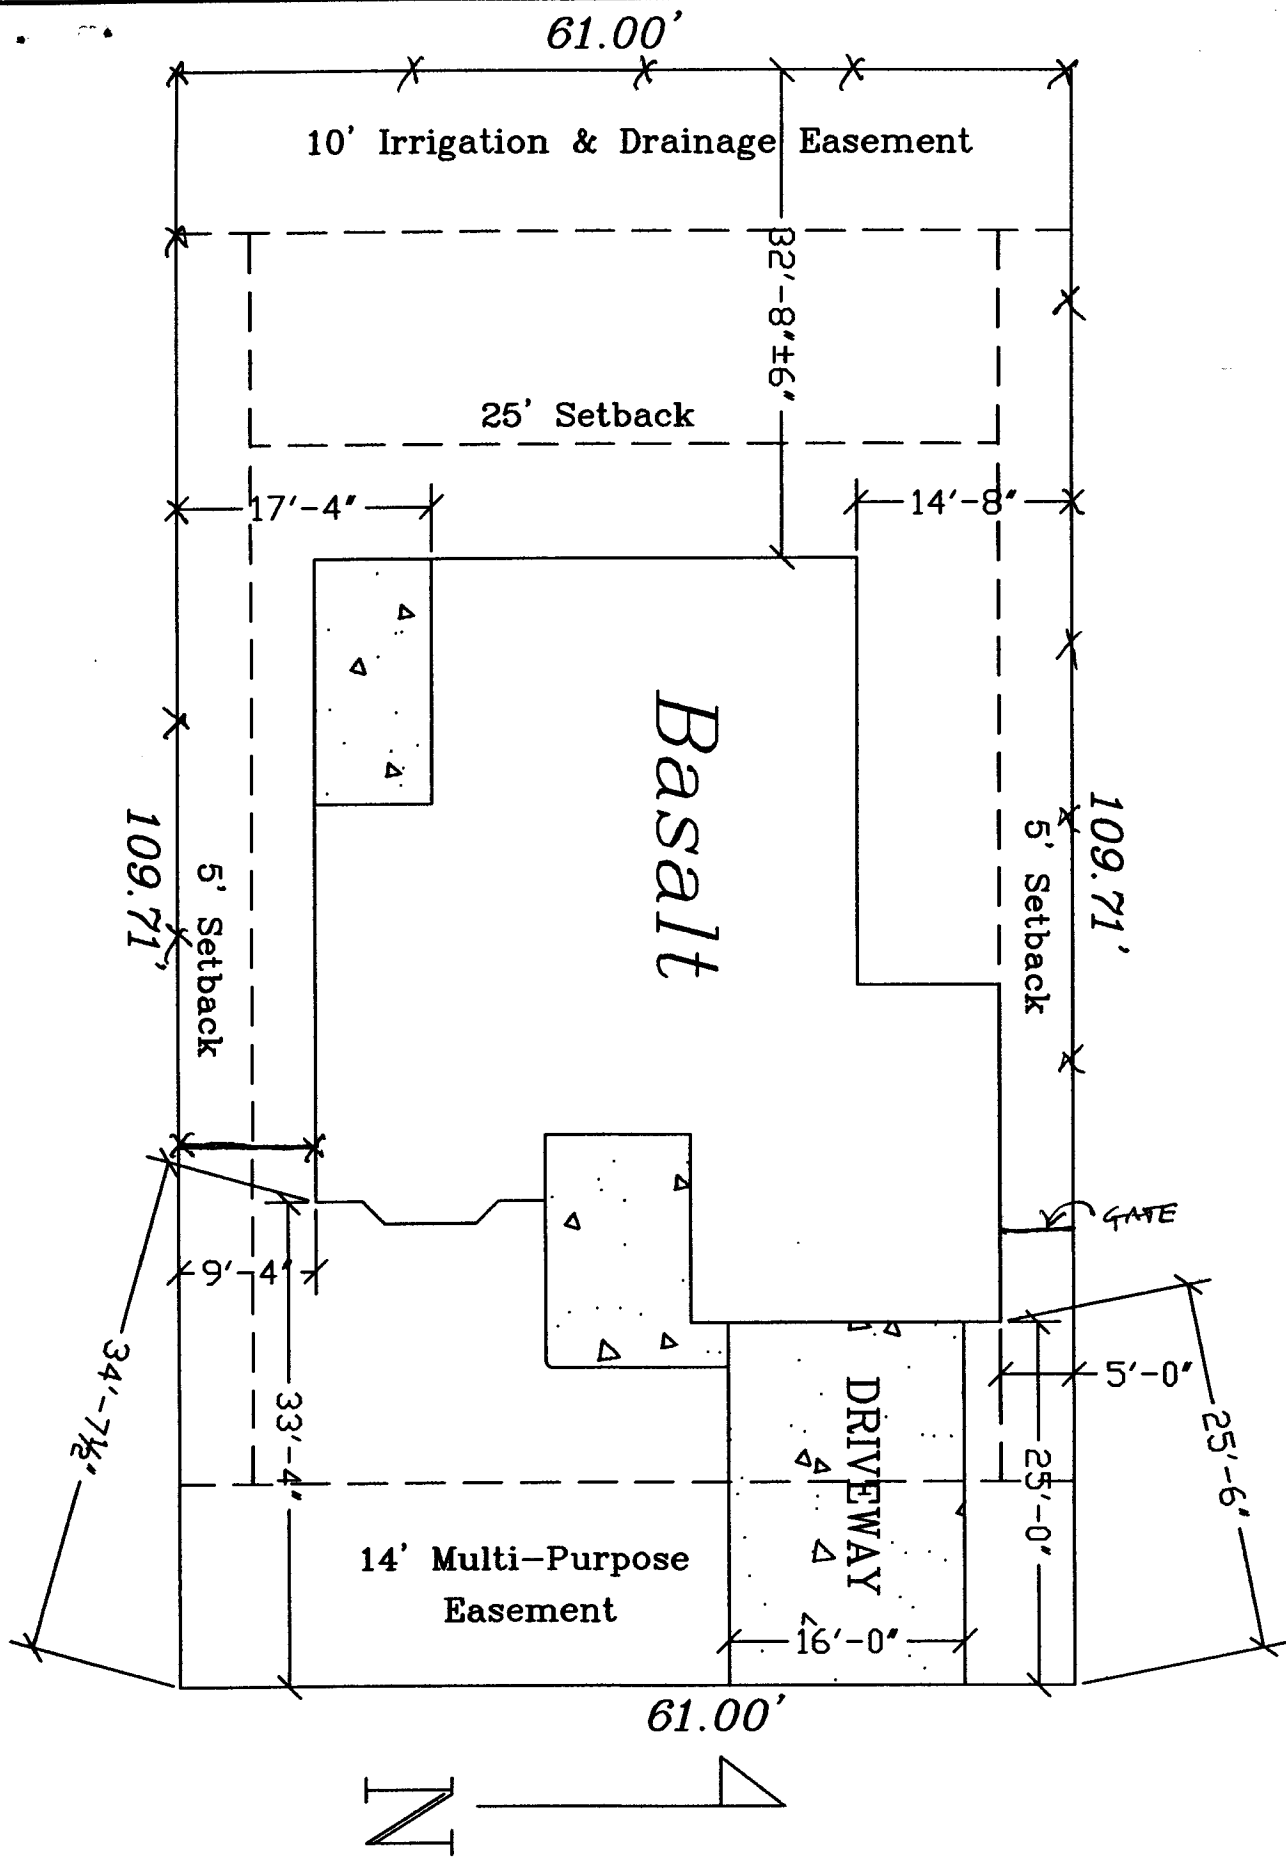 61.00'
10' Irrigation & Drainage Easement
32'-8"±6"
25' Setback
17'-4"
14'-8"
Basalt
109.71'
5' Setback
109.71'
5' Setback
GATE
9'-4"
5'-0"
34'-7½"
33'-4"
DRIVEWAY
25'-0"
25'-6"
14' Multi-Purpose
Easement
16'-0"
61.00'
N